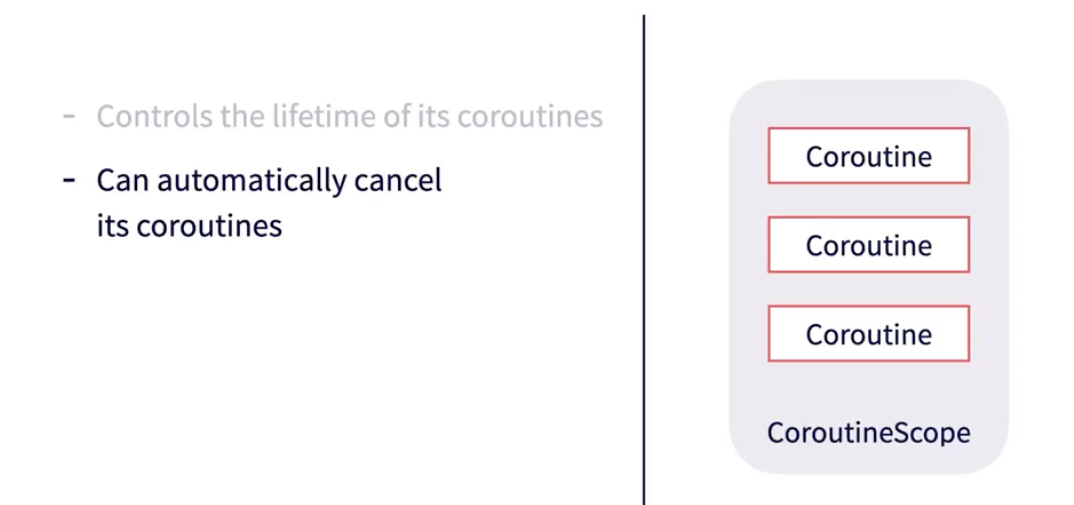 - Controls the lifetime of its coroutines
- Can automatically cancel
its coroutines
Coroutine
Coroutine
Coroutine
CoroutineScope